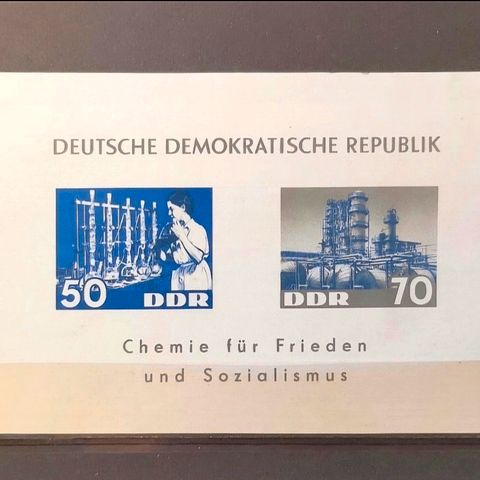 DEUTSCHE DEMOKRATISCHE REPUBLIK
50 DDR
DDR 70
Chemie für Frieden
und Sozialismus